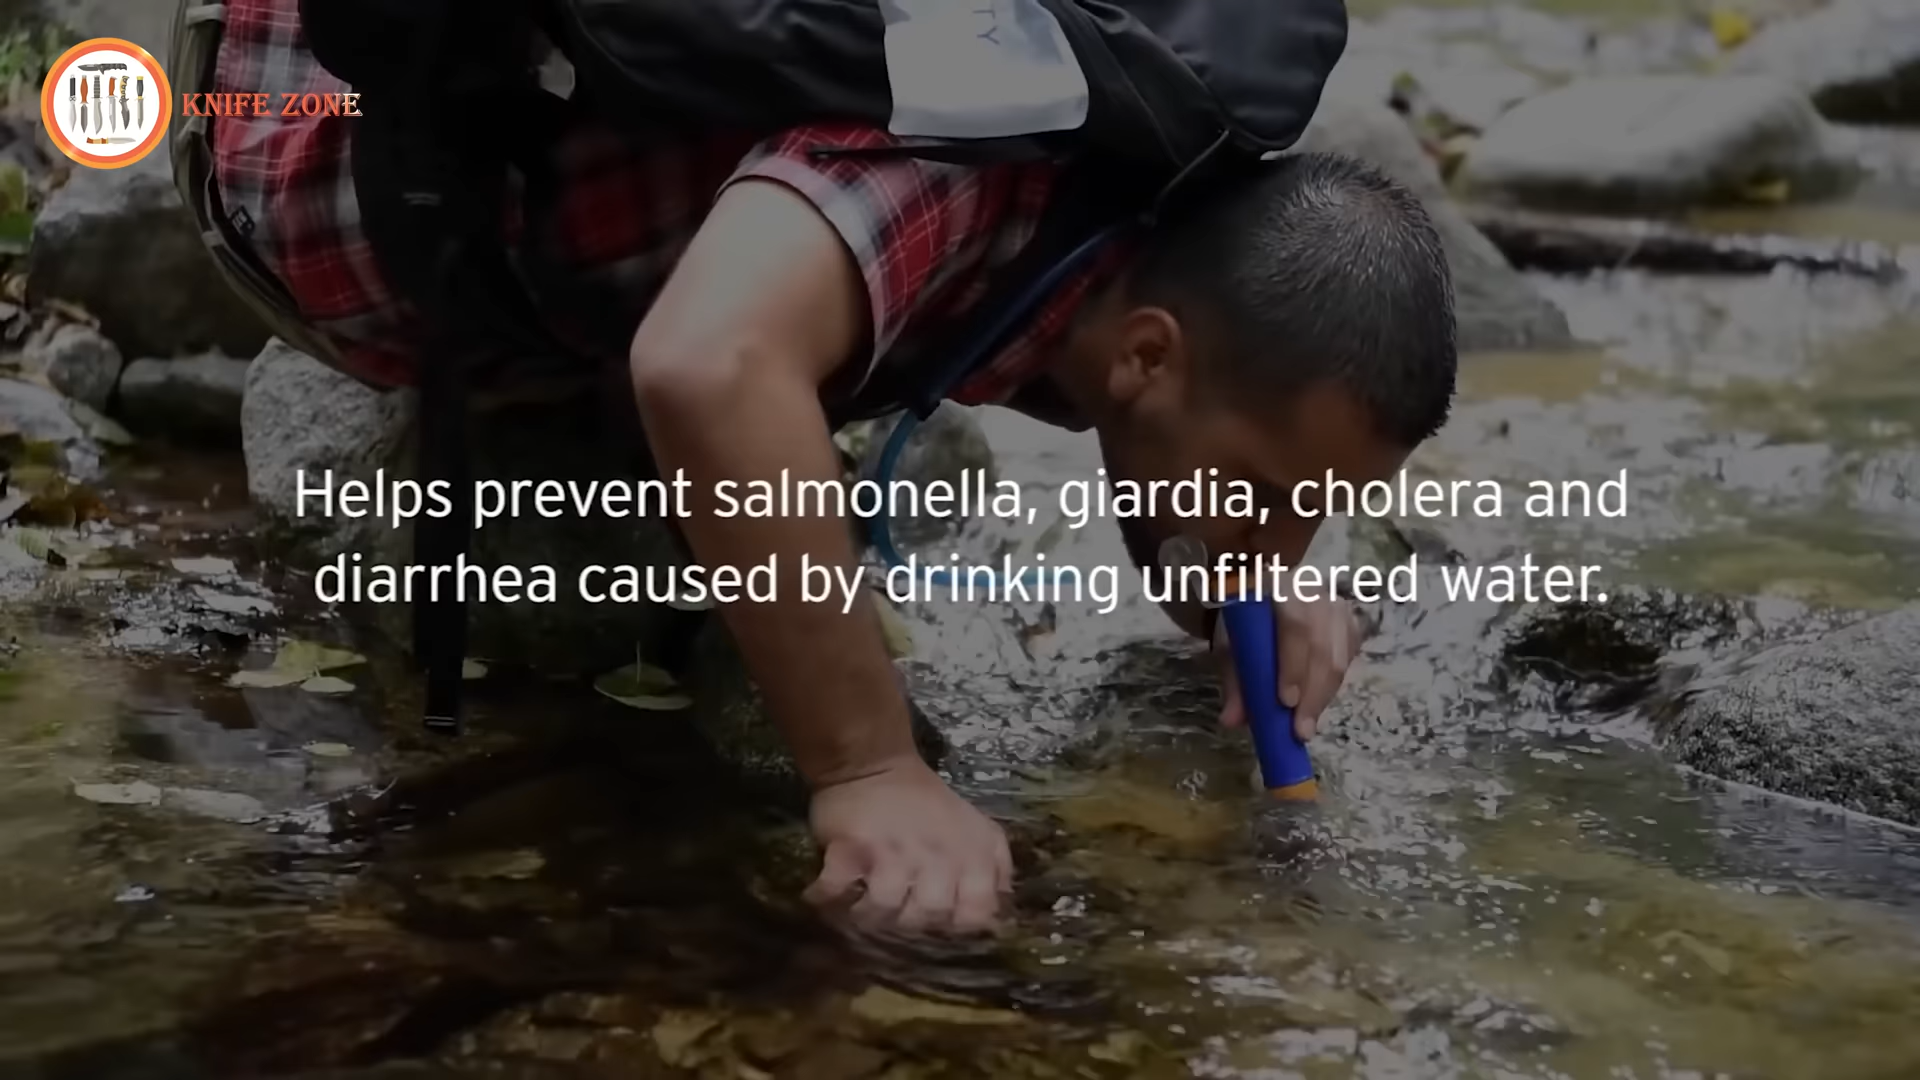 KNIFE ZONE
Helps prevent salmonella, giardia, cholera and
diarrhea caused by drinking unfiltered water.